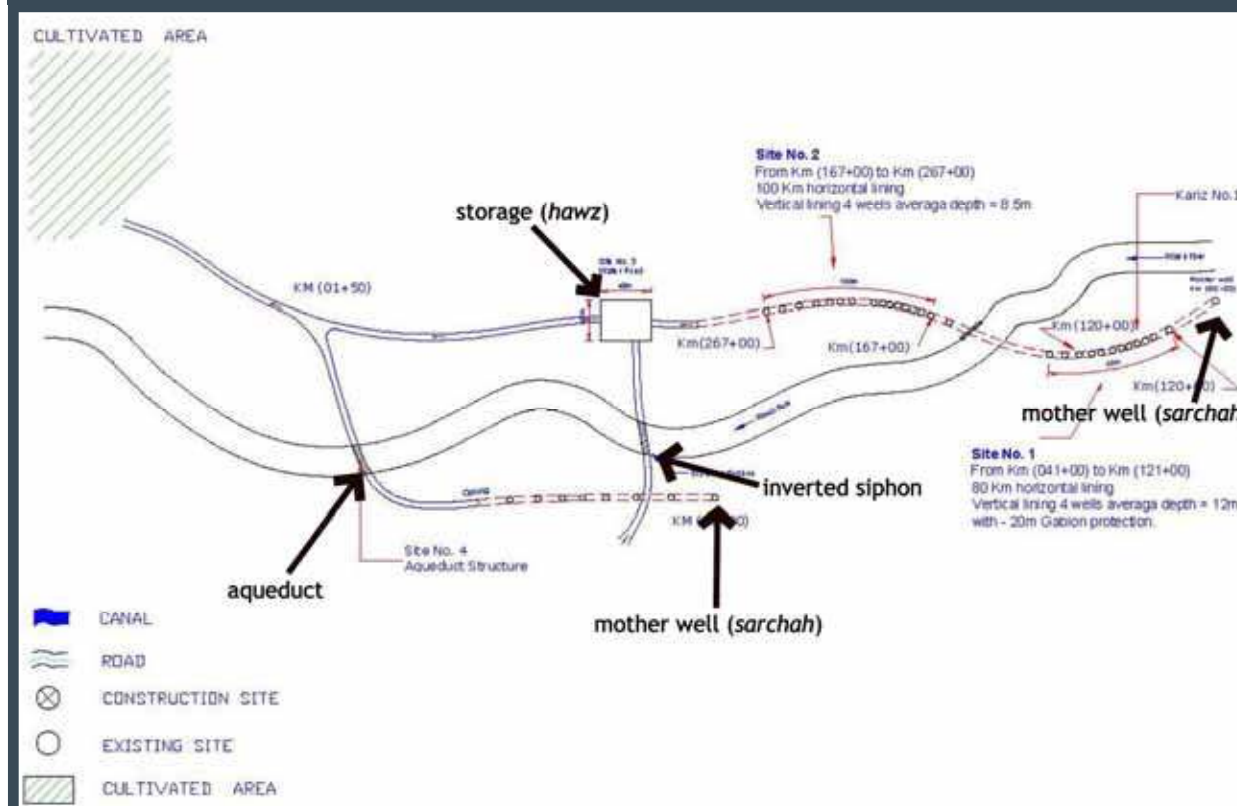 CULTIVATED AREA
Site No. 2
From Km (167+00) to Km (267+00)
100 Km horizontal lining
Vertical lining 4 weels averaga depth = 8.5m
Kariz No.1
storage (hawz)
KM (01+50)
Km(267+00)
Km(167+00)
Km(120+00)
mother well (sarchah
Site No. 1
From Km (041+00) to Km (121+00)
80 Km horizontal lining
Vertical lining 4 wells averaga depth = 12m
with - 20m Gabion protection.
inverted siphon
KM
Site No. 4
Aqueduct Structure
aqueduct
mother well (sarchah)
CANAL
ROAD
CONSTRUCTION SITE
EXISTING SITE
CULTIVATED AREA